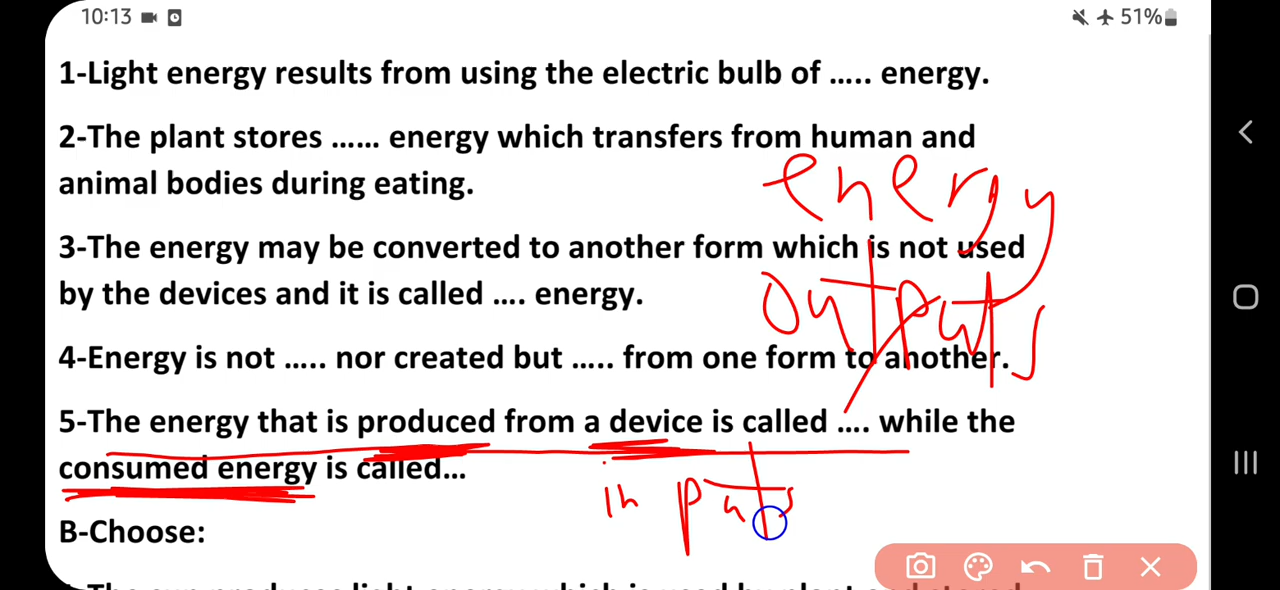 10:13
51%
1-Light energy results from using the electric bulb of ..... energy.
2-The plant stores ...... energy which transfers from human and
animal bodies during eating.
energy
3-The energy may be converted to another form which is not used
by the devices and it is called .... energy.
outputs
4-Energy is not ..... nor created but ..... from one form to another.
5-The energy that is produced from a device is called .... while the
consumed energy is called...
in puts
B-Choose: